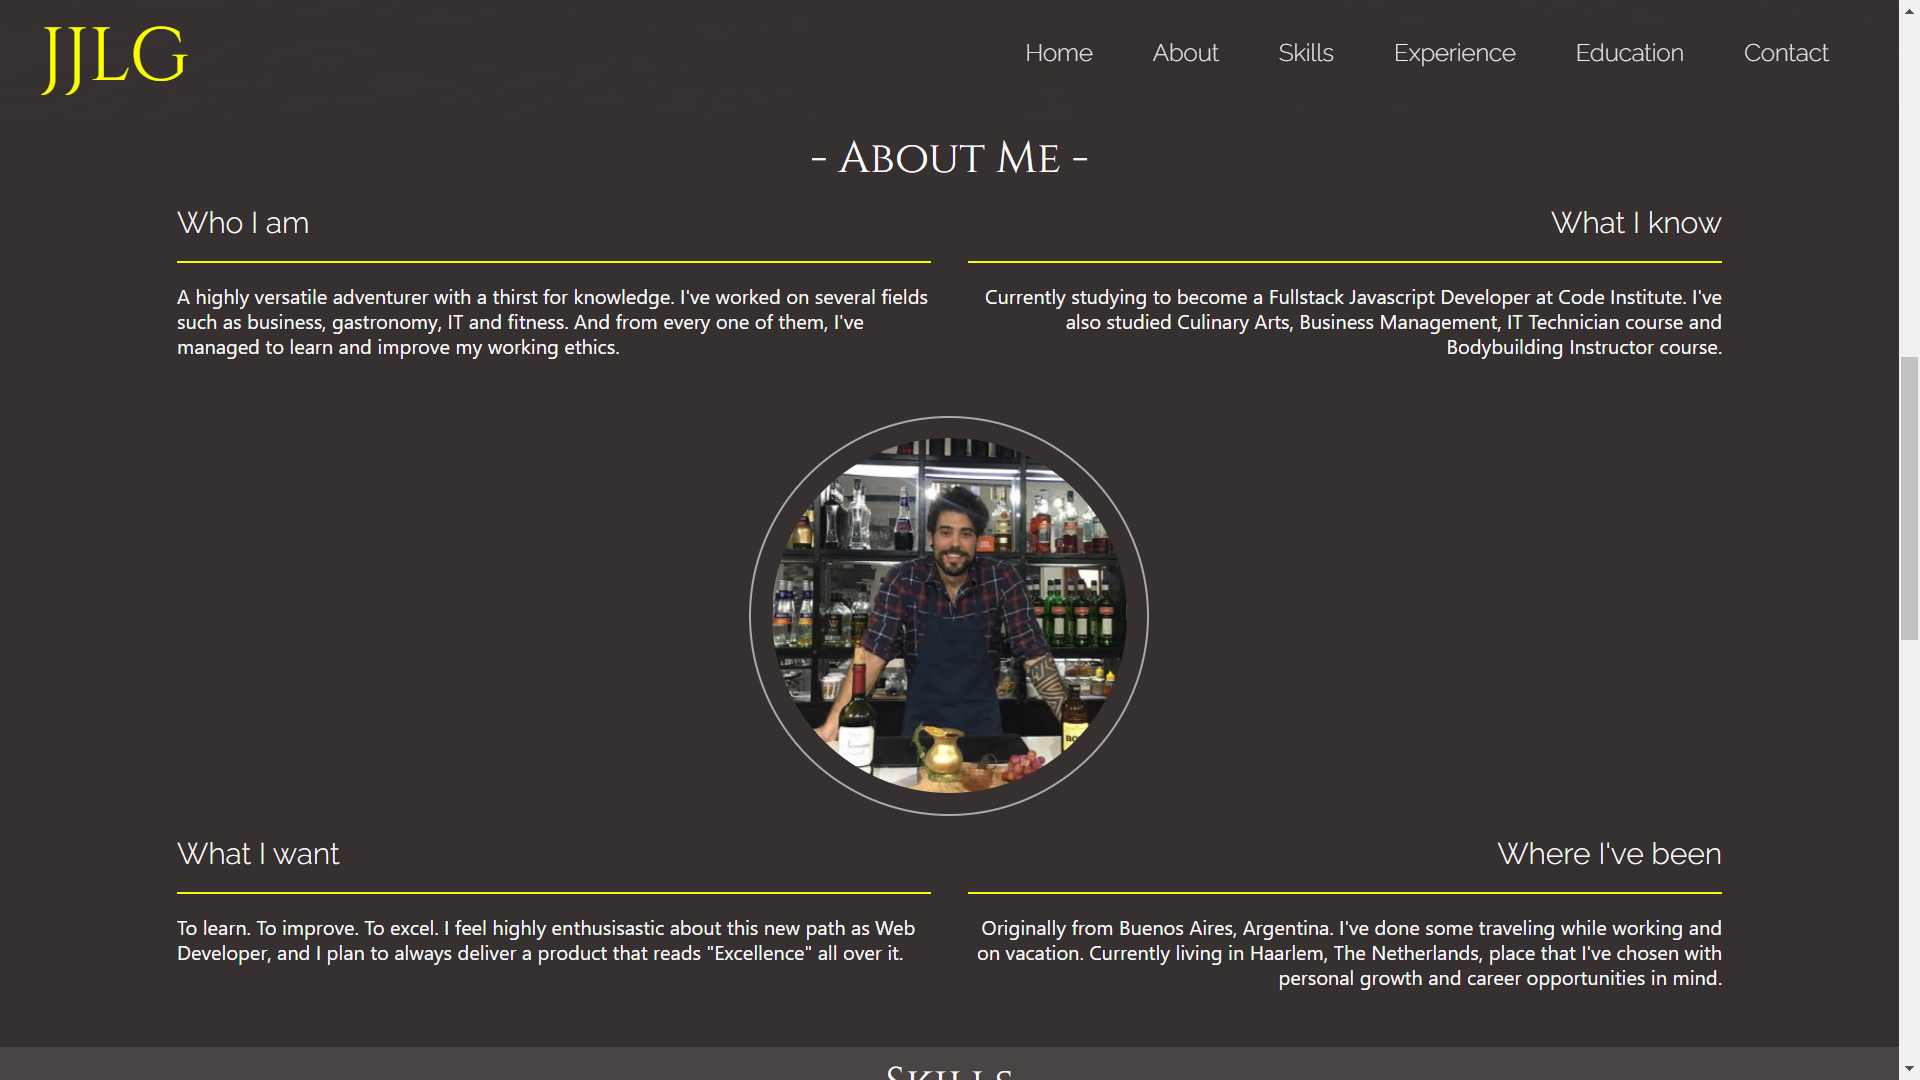 JJLG
Home
About
Skills
Experience
Education
Contact
- About Me -
Who I am
A highly versatile adventurer with a thirst for knowledge. I've worked on several fields
such as business, gastronomy, IT and fitness. And from every one of them, I've
managed to learn and improve my working ethics.
What I know
Currently studying to become a Fullstack Javascript Developer at Code Institute. I've
also studied Culinary Arts, Business Management, IT Technician course and
Bodybuilding Instructor course.
JBL
What I want
To learn. To improve. To excel. I feel highly enthusisastic about this new path as Web
Developer, and I plan to always deliver a product that reads "Excellence" all over it.
Where I've been
Originally from Buenos Aires, Argentina. I've done some traveling while working and
on vacation. Currently living in Haarlem, The Netherlands, place that I've chosen with
personal growth and career opportunities in mind.
Skills